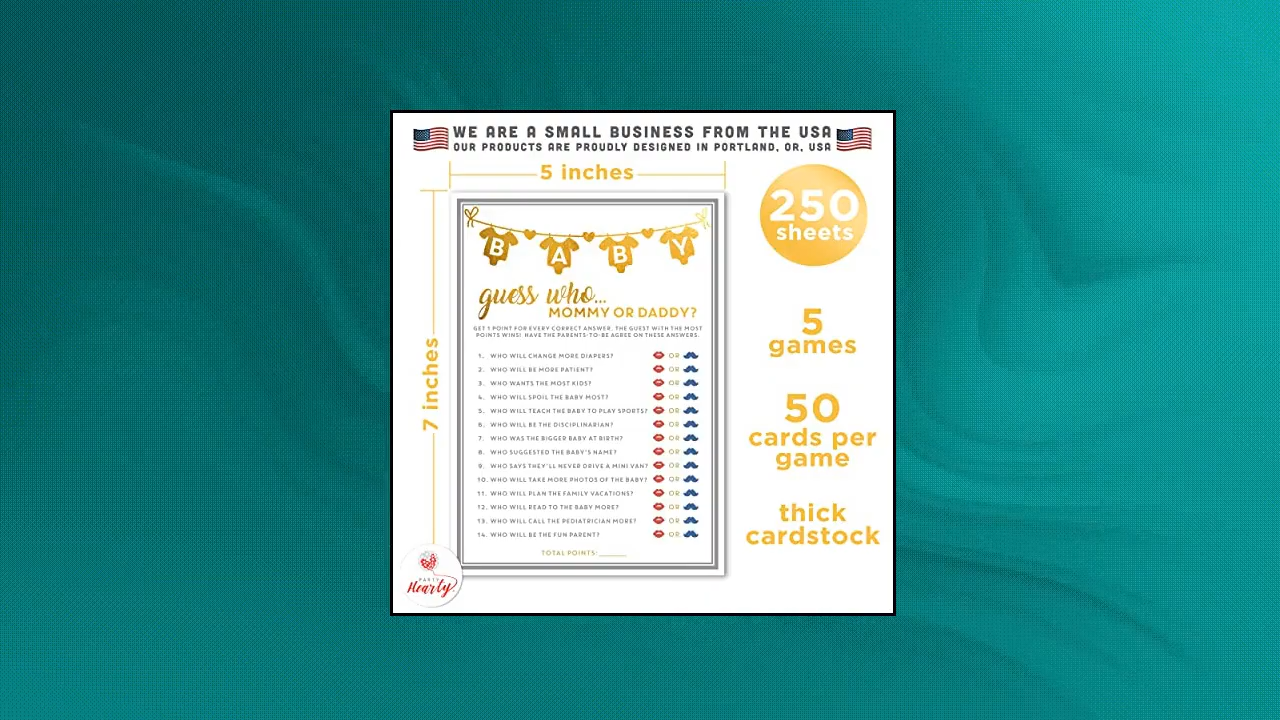 WE ARE A SMALL BUSINESS FROM THE USA
OUR PRODUCTS ARE PROUDLY DESIGNED IN PORTLAND, OR, USA
5 inches
7 inches
BABY
guess who...
MOMMY OR DADDY?
GET 1 POINT FOR EVERY CORRECT ANSWER. THE GUEST WITH THE MOST
POINTS WINS! HAVE THE PARENTS-TO-BE AGREE ON THESE ANSWERS.
1. WHO WILL CHANGE MORE DIAPERS? OR
2. WHO WILL BE MORE PATIENT? OR
3. WHO WANTS THE MOST KIDS? OR
4. WHO WILL SPOIL THE BABY MOST? OR
5. WHO WILL TEACH THE BABY TO PLAY SPORTS? OR
6. WHO WILL BE THE DISCIPLINARIAN? OR
7. WHO WAS THE BIGGER BABY AT BIRTH? OR
8. WHO SUGGESTED THE BABY'S NAME? OR
9. WHO SAYS THEY'LL NEVER DRIVE A MINI VAN? OR
10. WHO WILL TAKE MORE PHOTOS OF THE BABY? OR
11. WHO WILL PLAN THE FAMILY VACATIONS? OR
12. WHO WILL READ TO THE BABY MORE? OR
13. WHO WILL CALL THE PEDIATRICIAN MORE? OR
14. WHO WILL BE THE FUN PARENT? OR
TOTAL POINTS: ______
PARTY
Hearty
250
sheets
5
games
50
cards per
game
thick
cardstock